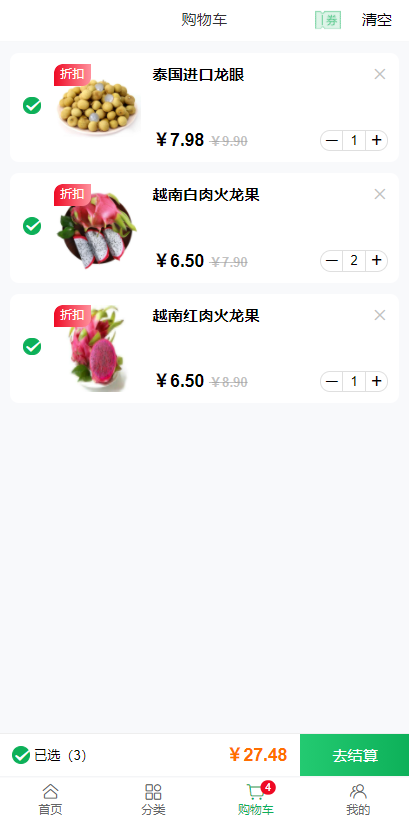 购物车
券
清空
折扣
泰国进口龙眼
￥7.98 ￥9.90
1
折扣
越南白肉火龙果
￥6.50 ￥7.90
2
折扣
越南红肉火龙果
￥6.50 ￥8.90
1
已选（3）
￥27.48
去结算
首页
分类
4
购物车
我的